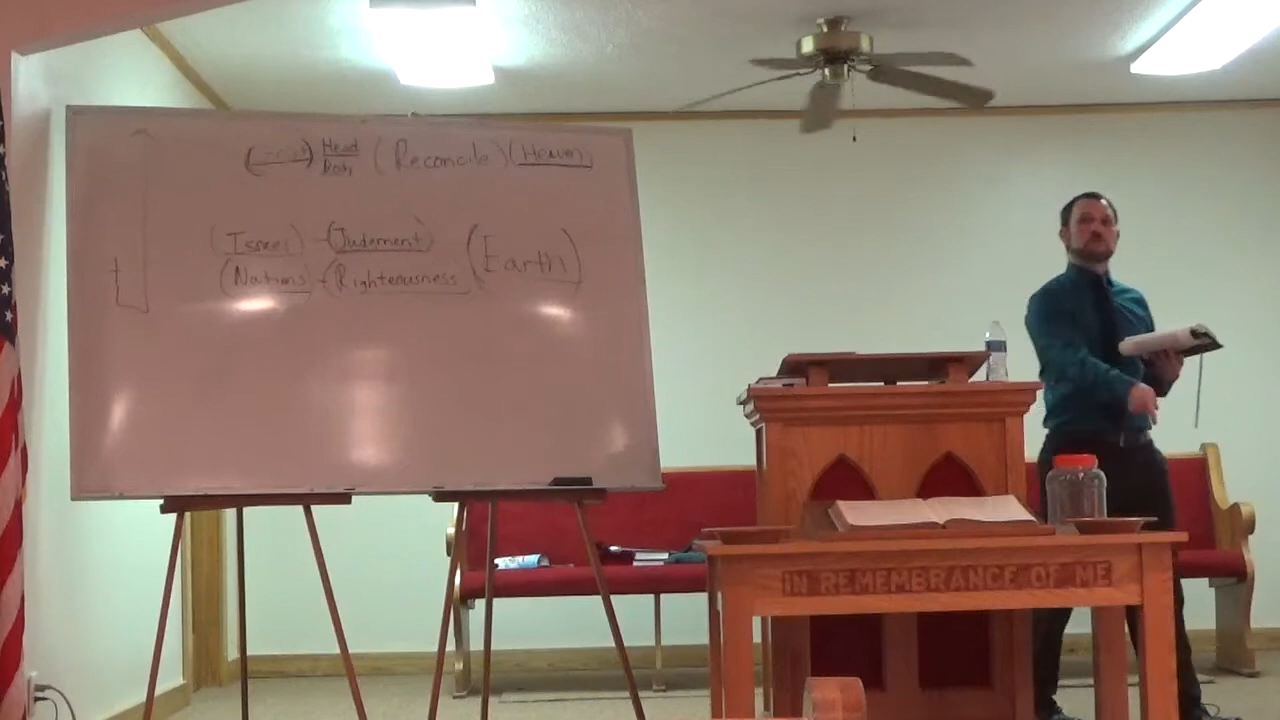 Head (Reconcile) (Heaven)
Body
(Israel) - (Judgment) (Earth)
(Nations) - (Righteousness
IN REMEMBRANCE OF ME